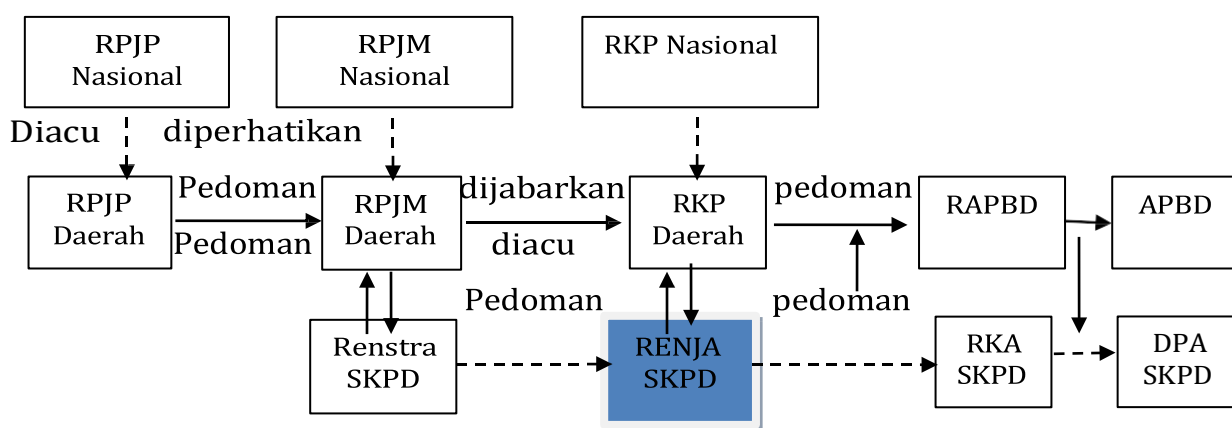 RPJP
Nasional
RPJM
Nasional
RKP Nasional
Diacu
diperhatikan
RPJP
Daerah
Pedoman
Pedoman
RPJM
Daerah
dijabarkan
diacu
RKP
Daerah
pedoman
RAPBD
APBD
Pedoman
pedoman
Renstra
SKPD
RENJA
SKPD
RKA
SKPD
DPA
SKPD